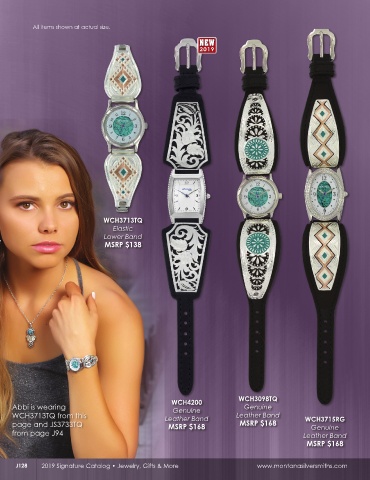 All items shown at actual size.
NEW
2019
WCH3713TQ
Elastic
Lower Band
MSRP $138
WCH4200
Genuine
Leather Band
MSRP $168
WCH3098TQ
Genuine
Leather Band
MSRP $168
WCH3715RG
Genuine
Leather Band
MSRP $168
Abbi is wearing
WCH3713TQ from this
page and JS3733TQ
from page J94
J128 2019 Signature Catalog • Jewelry, Gifts & More www.montanasilversmiths.com